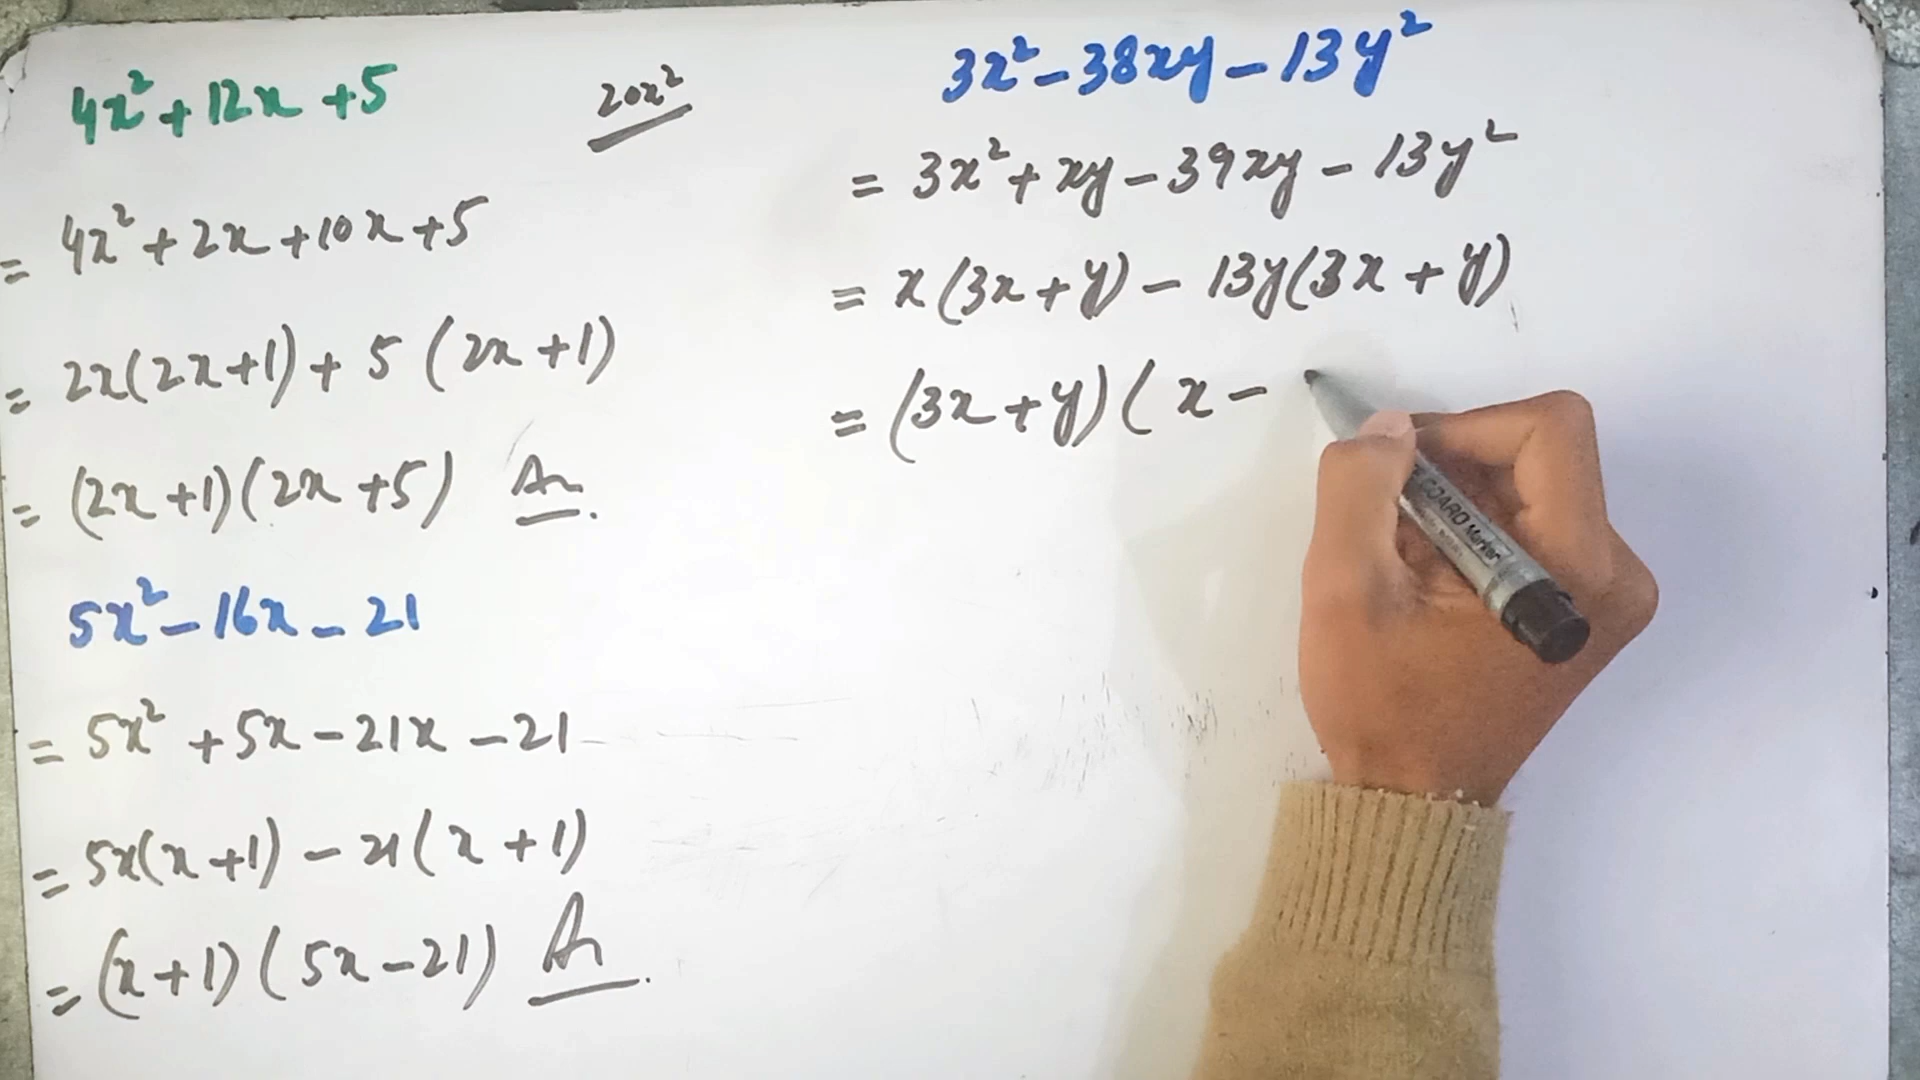 4x² + 12x + 5
20x²
= 4x² + 2x + 10x + 5
= 2x(2x+1) + 5(2x+1)
= (2x+1)(2x+5) An.
5x² - 16x - 21
= 5x² + 5x - 21x - 21
= 5x(x+1) - 21(x+1)
= (x+1)(5x-21) An.
3x² - 38xy - 13y²
= 3x² + xy - 39xy - 13y²
= x(3x+y) - 13y(3x+y)
= (3x+y)(x -
BOARD Marker